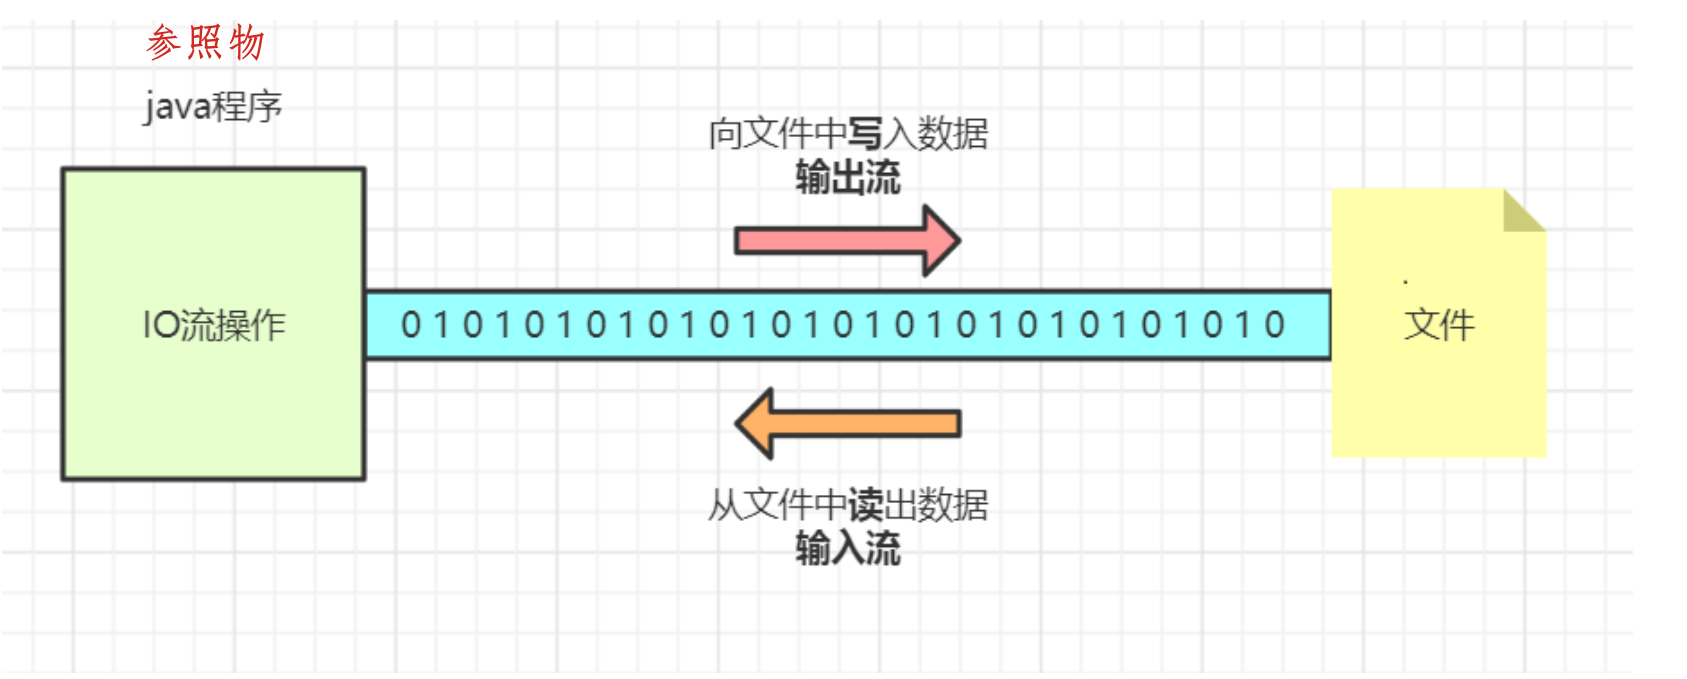 参照物
java程序
向文件中写入数据
输出流
IO流操作
0 1 0 1 0 1 0 1 0 1 0 1 0 1 0 1 0 1 0 1 0 1 0 1 0 1 0 1 0
.
文件
从文件中读出数据
输入流